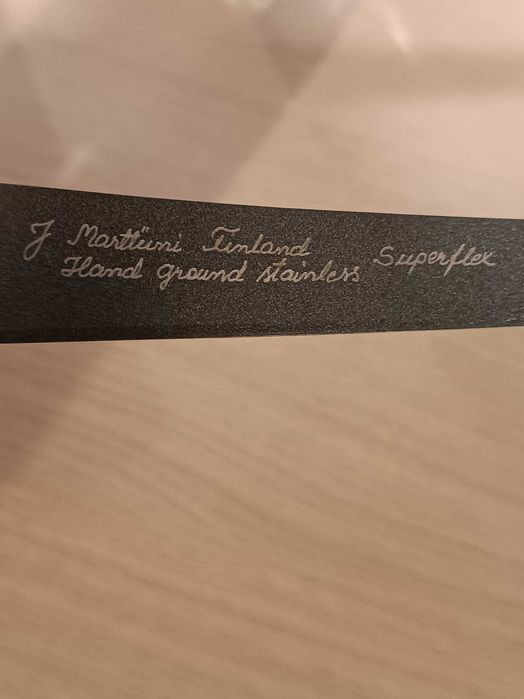 J Marttiini Finland
Hand ground stainless
Superflex